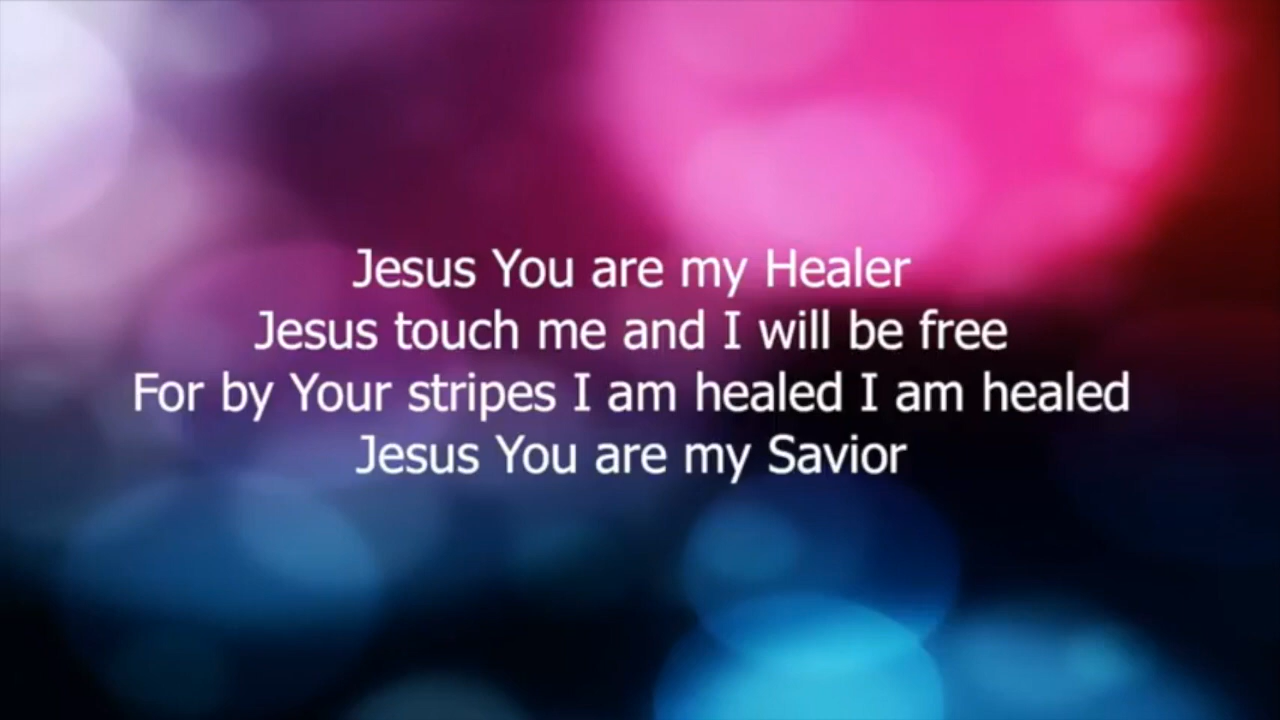 Jesus You are my Healer
Jesus touch me and I will be free
For by Your stripes I am healed I am healed
Jesus You are my Savior